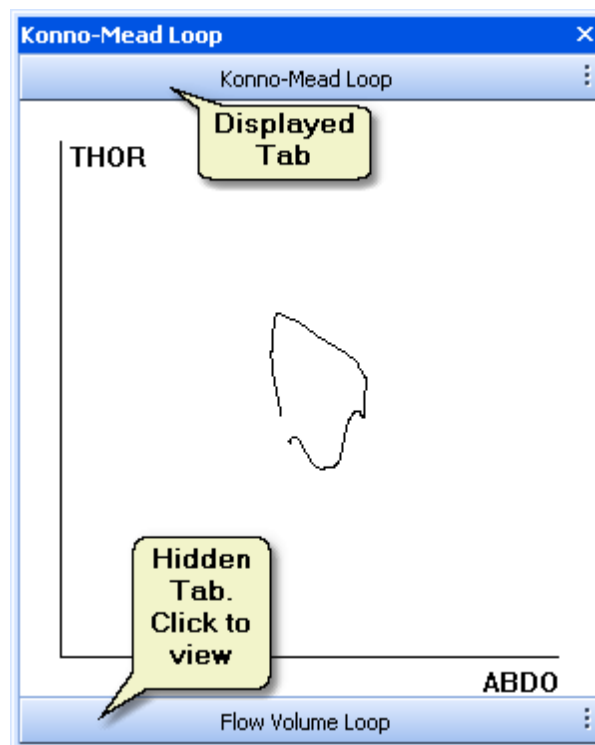 Konno-Mead Loop
Konno-Mead Loop
Displayed
Tab
THOR
Hidden
Tab.
Click to
view
ABDO
Flow Volume Loop